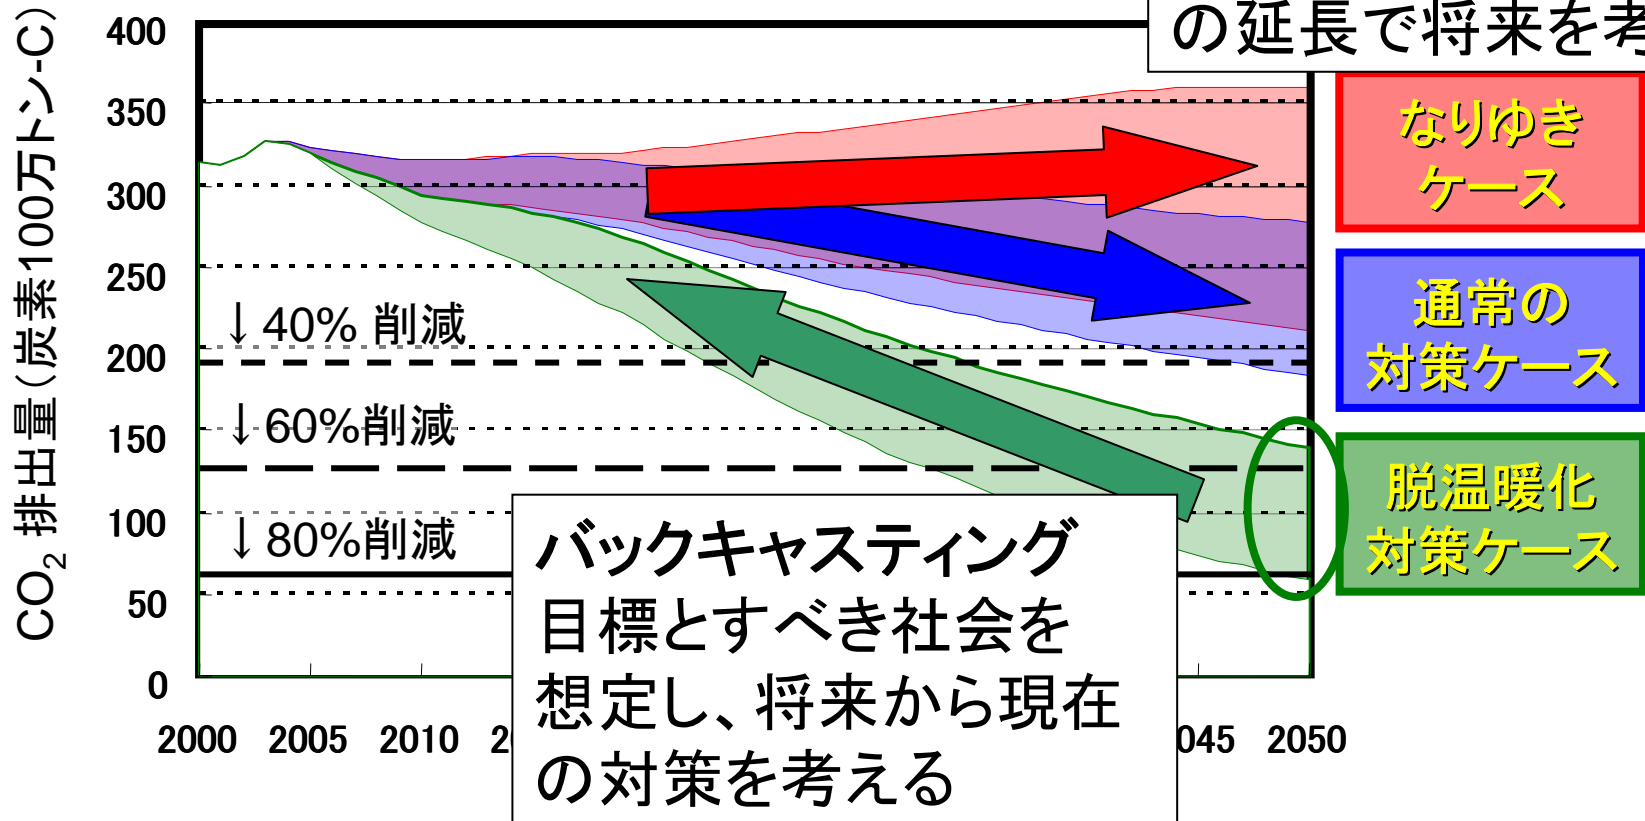 の延長で将来を考
CO2 排出量（炭素100万トン-C）
400
350
300
250
200
150
100
50
0
↓40% 削減
↓60%削減
↓80%削減
なりゆき
ケース
通常の
対策ケース
脱温暖化
対策ケース
バックキャスティング
目標とすべき社会を
想定し、将来から現在
の対策を考える
2000 2005 2010 2 045 2050